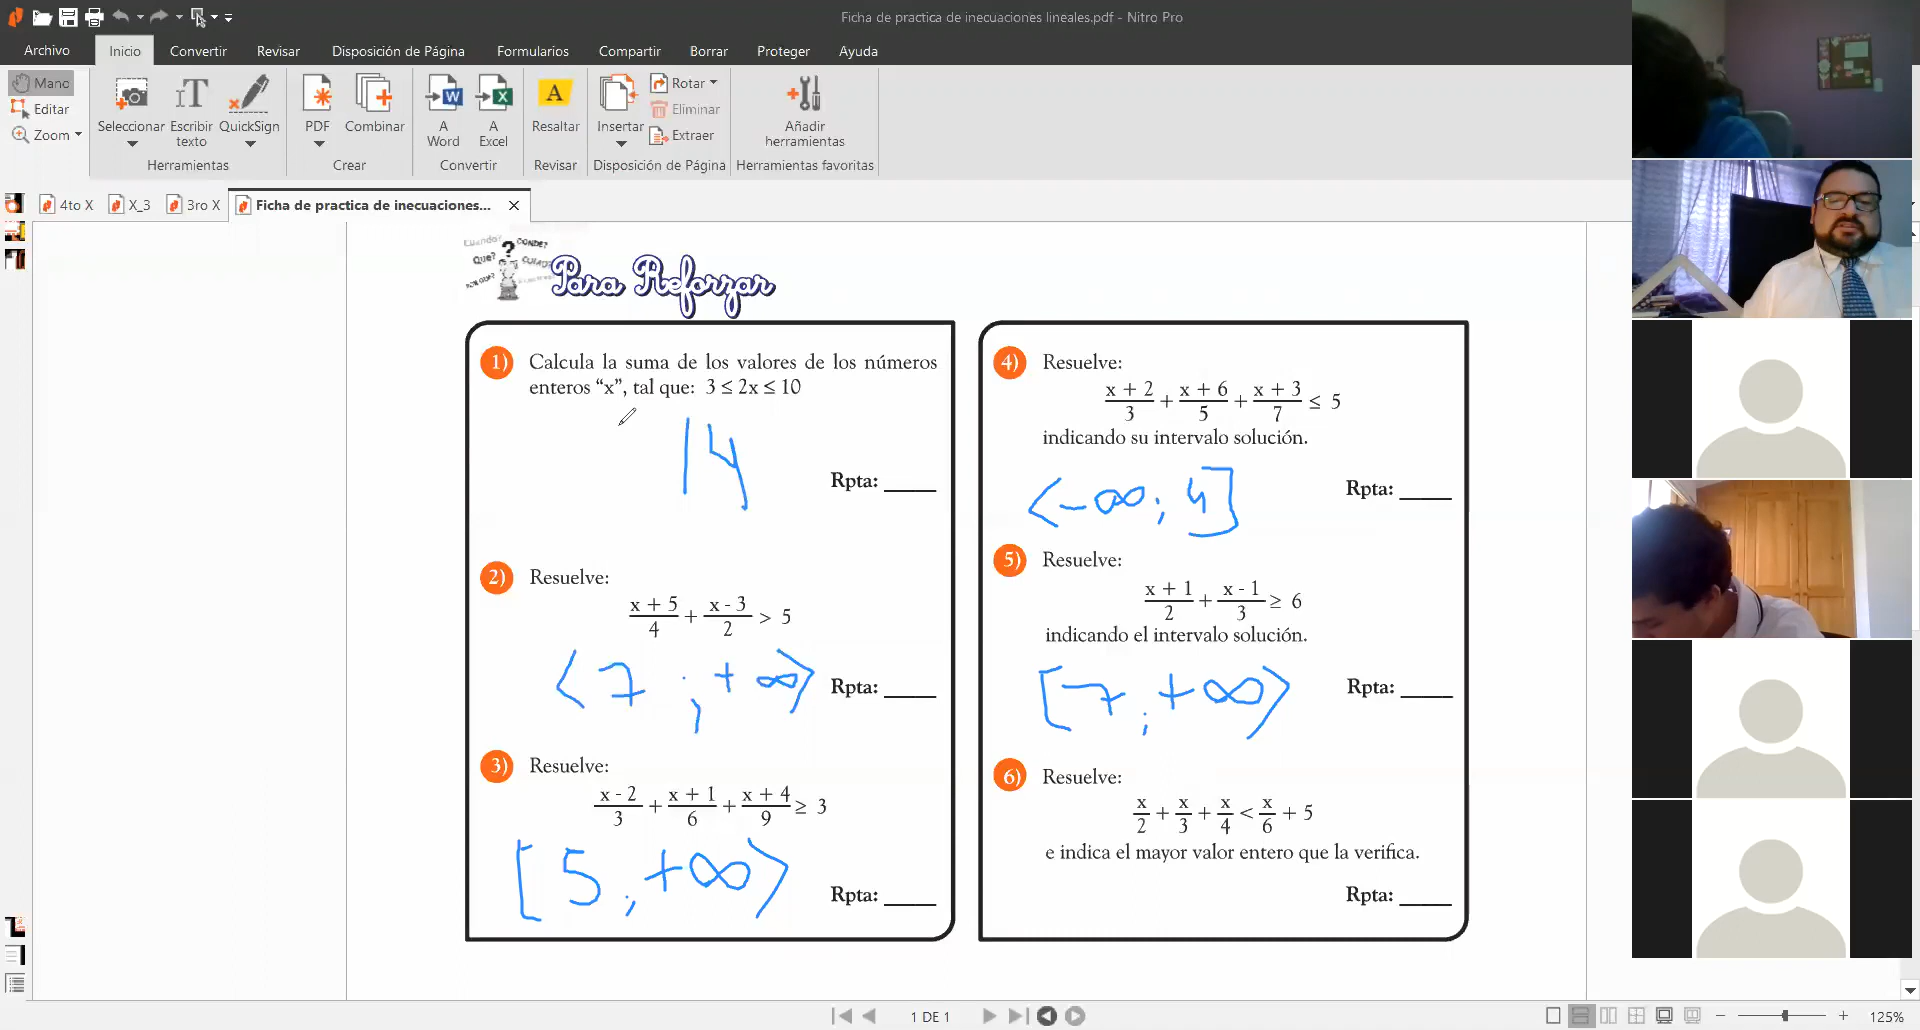 Ficha de practica de inecuaciones lineales.pdf - Nitro Pro
Archivo Inicio Convertir Revisar Disposición de Página Formularios Compartir Borrar Proteger Ayuda
Mano
Editar
Zoom
Seleccionar
Escribir texto
QuickSign
Herramientas
PDF
Combinar
Crear
A Word
A Excel
Convertir
Resaltar
Revisar
Insertar
Rotar
Eliminar
Extraer
Disposición de Página
Añadir herramientas
Herramientas favoritas
4to X
X_3
3ro X
Ficha de practica de inecuaciones...
Que?
Para Reforzar
1) Calcula la suma de los valores de los números
enteros “x”, tal que: 3 ≤ 2x ≤ 10
14
Rpta: _____
2) Resuelve:
(x + 5)/4 + (x - 3)/2 > 5
<7 ; +∞>
Rpta: _____
3) Resuelve:
(x - 2)/3 + (x + 1)/6 + (x + 4)/9 ≥ 3
[5 ; +∞>
Rpta: _____
4) Resuelve:
(x + 2)/3 + (x + 6)/5 + (x + 3)/7 ≤ 5
indicando su intervalo solución.
<-∞ ; 4]
Rpta: _____
5) Resuelve:
(x + 1)/2 + (x - 1)/3 ≥ 6
indicando el intervalo solución.
[7 ; +∞>
Rpta: _____
6) Resuelve:
x/2 + x/3 + x/4 < x/6 + 5
e indica el mayor valor entero que la verifica.
Rpta: _____
1 DE 1
125%